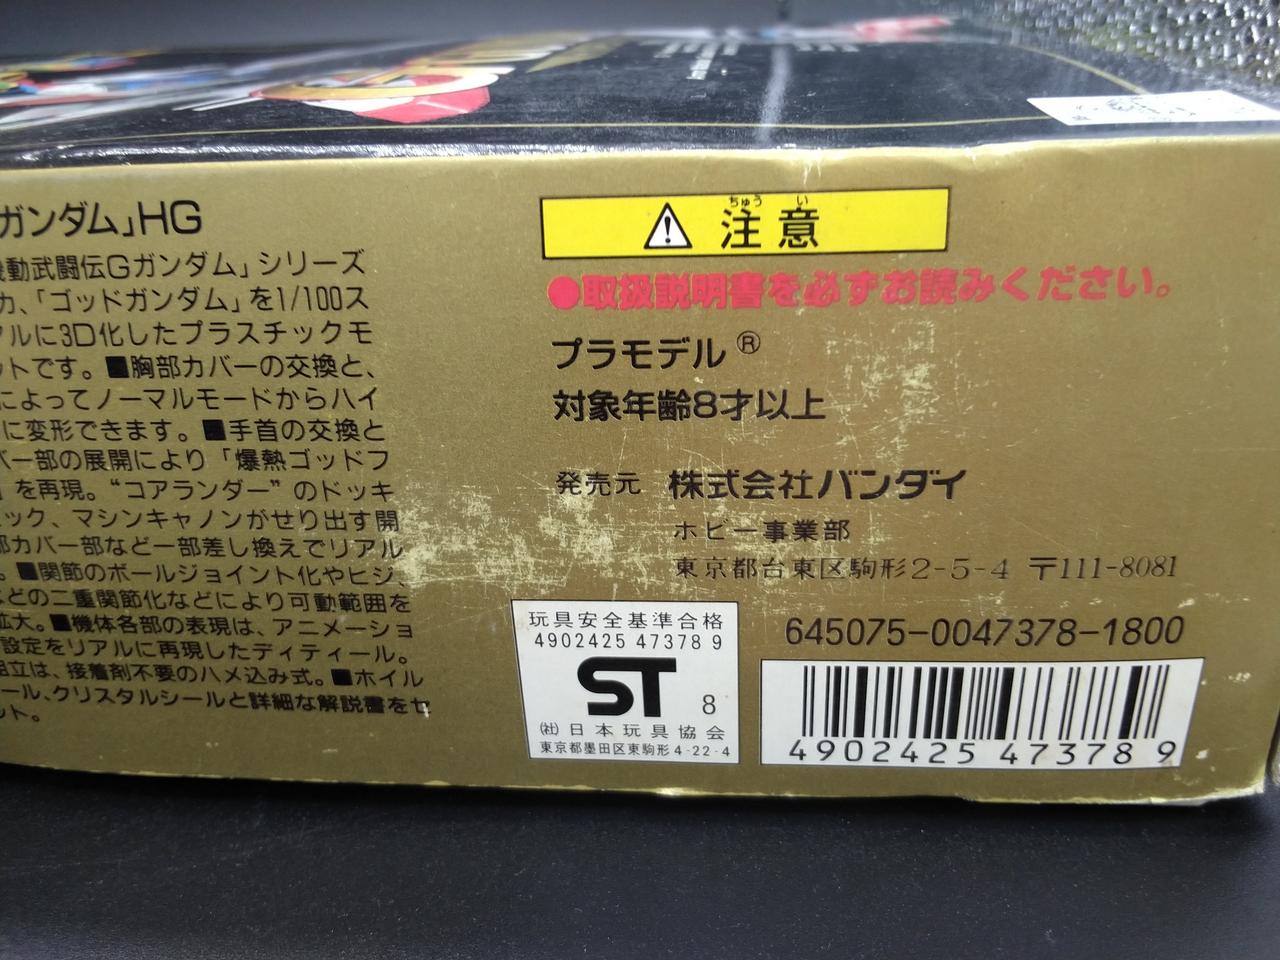 ガンダム」HG
動武闘伝Gガンダム」シリーズ
カ、「ゴッドガンダム」を1/100ス
アルに3D化したプラスチックモ
ットです。■胸部カバーの交換と、
によってノーマルモードからハイ
に変形できます。■手首の交換と
バー部の展開により「爆熱ゴッドフ
」を再現。“コアランダー”のドッキ
ック、マシンキャノンがせり出す開
部カバー部など一部差し換えでリアル
。■関節のボールジョイント化やヒジ、
などの二重関節化などにより可動範囲を
拡大。■機体各部の表現は、アニメーショ
設定をリアルに再現したディティール。
組立は、接着剤不要のハメ込み式。■ホイル
ール、クリスタルシールと詳細な解説書をセ
ット。
ちゅう い
注意
●取扱説明書を必ずお読みください。
プラモデル®
対象年齢8才以上
発売元 株式会社バンダイ
ホビー事業部
東京都台東区駒形2-5-4 〒111-8081
玩具安全基準合格
4902425 47378 9
ST 8
㈳日本玩具協会
東京都墨田区東駒形4-22-4
645075-0047378-1800
4902425 473789